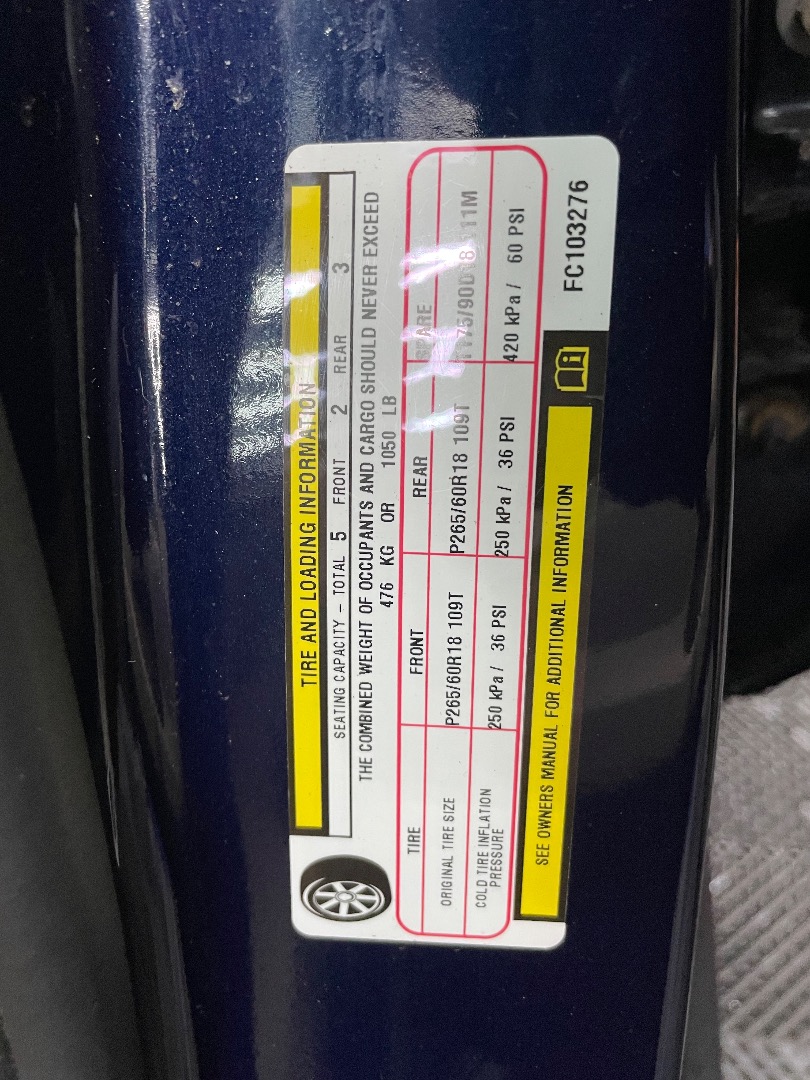 TIRE AND LOADING INFORMATION
SEATING CAPACITY – TOTAL 5 FRONT 2 REAR 3
THE COMBINED WEIGHT OF OCCUPANTS AND CARGO SHOULD NEVER EXCEED
476 KG OR 1050 LB
TIRE FRONT REAR SPARE
ORIGINAL TIRE SIZE P265/60R18 109T P265/60R18 109T
COLD TIRE INFLATION PRESSURE 250 kPa / 36 PSI 250 kPa / 36 PSI 420 kPa / 60 PSI
SEE OWNERS MANUAL FOR ADDITIONAL INFORMATION
FC103276